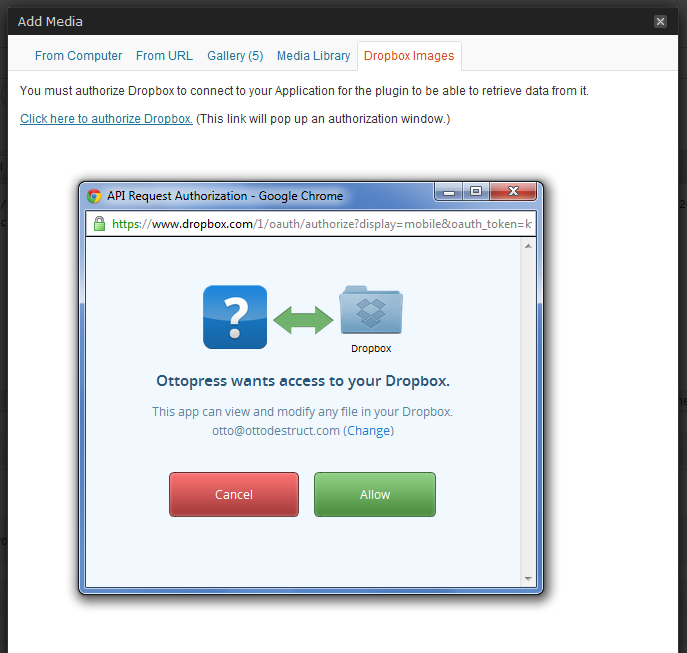 Add Media
From Computer From URL Gallery (5) Media Library Dropbox Images
You must authorize Dropbox to connect to your Application for the plugin to be able to retrieve data from it.
Click here to authorize Dropbox. (This link will pop up an authorization window.)
API Request Authorization - Google Chrome
https://www.dropbox.com/1/oauth/authorize?display=mobile&oauth_token=k
?
Dropbox
Ottopress wants access to your Dropbox.
This app can view and modify any file in your Dropbox.
otto@ottodestruct.com (Change)
Cancel Allow